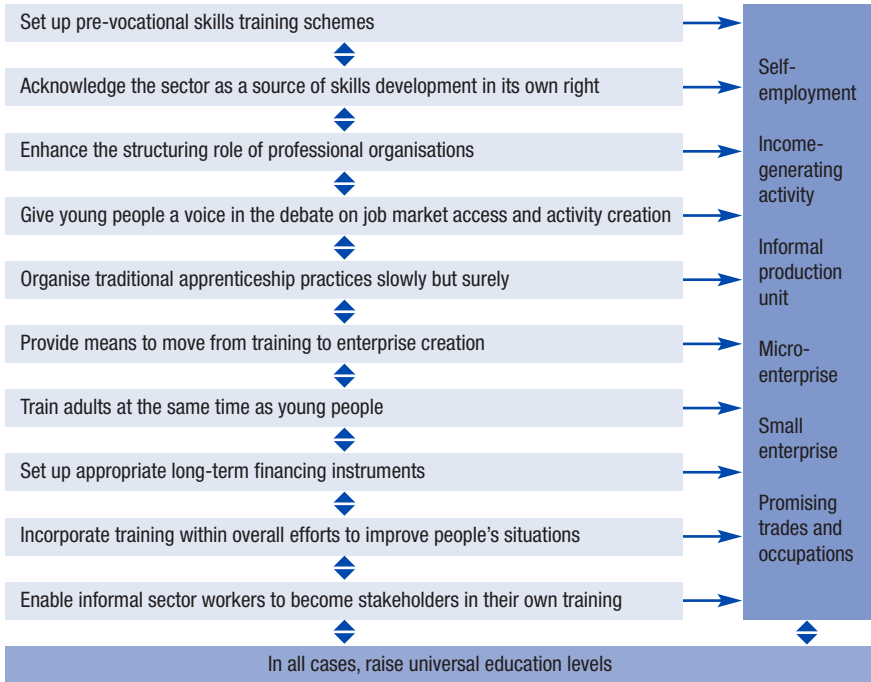 Set up pre-vocational skills training schemes
Acknowledge the sector as a source of skills development in its own right
Enhance the structuring role of professional organisations
Give young people a voice in the debate on job market access and activity creation
Organise traditional apprenticeship practices slowly but surely
Provide means to move from training to enterprise creation
Train adults at the same time as young people
Set up appropriate long-term financing instruments
Incorporate training within overall efforts to improve people’s situations
Enable informal sector workers to become stakeholders in their own training
Self-
employment
Income-
generating
activity
Informal
production
unit
Micro-
enterprise
Small
enterprise
Promising
trades and
occupations
In all cases, raise universal education levels